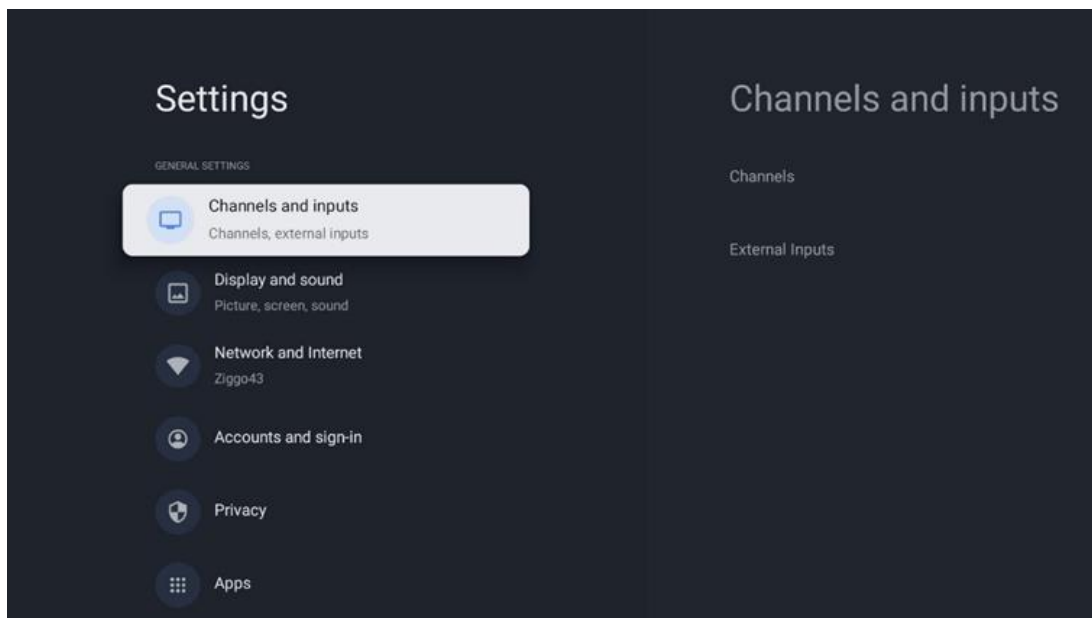 Settings
GENERAL SETTINGS
Channels and inputs
Channels, external inputs
Display and sound
Picture, screen, sound
Network and Internet
Ziggo43
Accounts and sign-in
Privacy
Apps
Channels and inputs
Channels
External Inputs